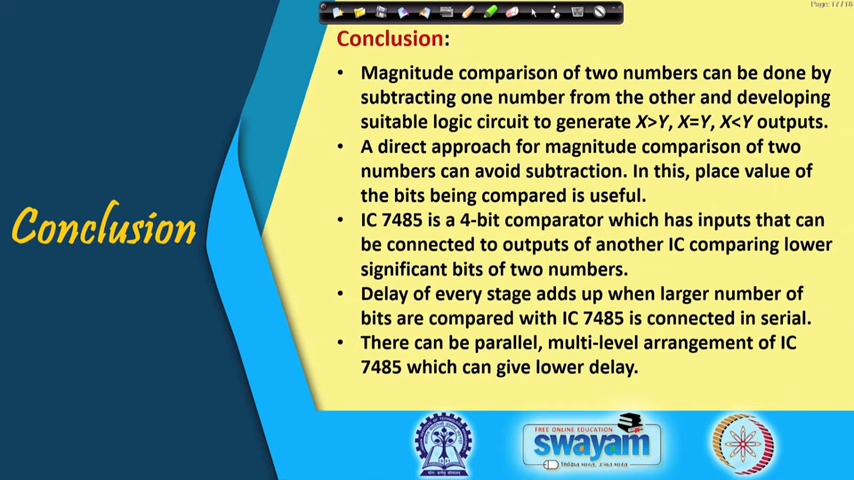 Page: 17/18
Conclusion:
• Magnitude comparison of two numbers can be done by
subtracting one number from the other and developing
suitable logic circuit to generate X>Y, X=Y, X<Y outputs.
• A direct approach for magnitude comparison of two
numbers can avoid subtraction. In this, place value of
the bits being compared is useful.
• IC 7485 is a 4-bit comparator which has inputs that can
be connected to outputs of another IC comparing lower
significant bits of two numbers.
• Delay of every stage adds up when larger number of
bits are compared with IC 7485 is connected in serial.
• There can be parallel, multi-level arrangement of IC
7485 which can give lower delay.
Conclusion
FREE ONLINE EDUCATION
swayam